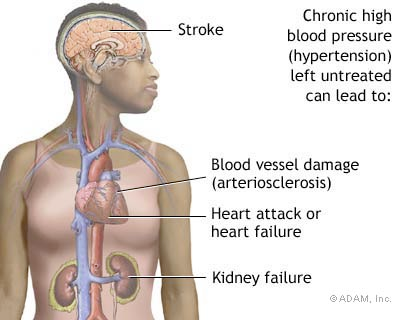 Stroke
Chronic high
blood pressure
(hypertension)
left untreated
can lead to:
Blood vessel damage
(arteriosclerosis)
Heart attack or
heart failure
Kidney failure
© ADAM, Inc.